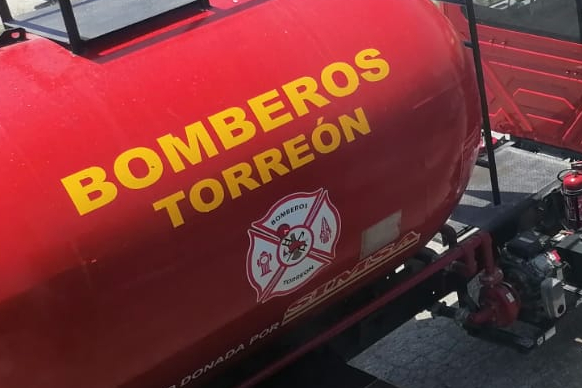 BOMBEROS
TORREÓN
BOMBEROS
TORREÓN
DONADA POR SIMSA